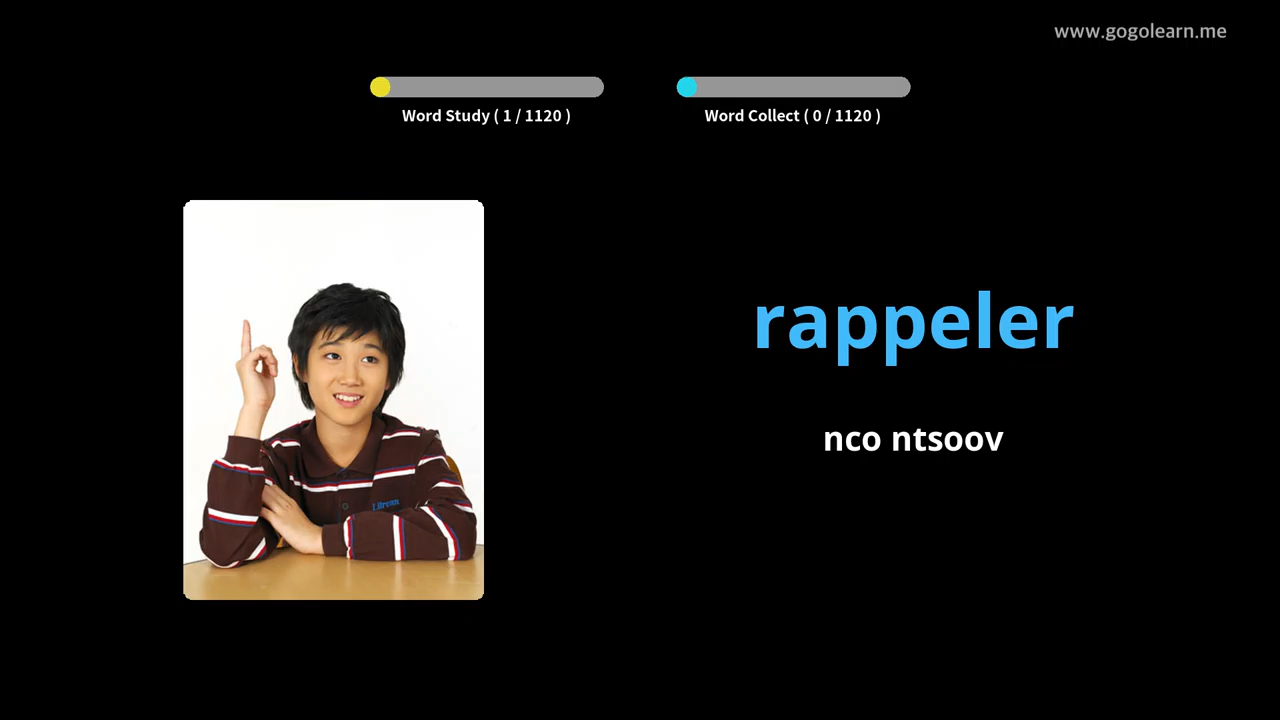 www.gogolearn.me
Word Study ( 1 / 1120 )
Word Collect ( 0 / 1120 )
rappeler
nco ntsoov